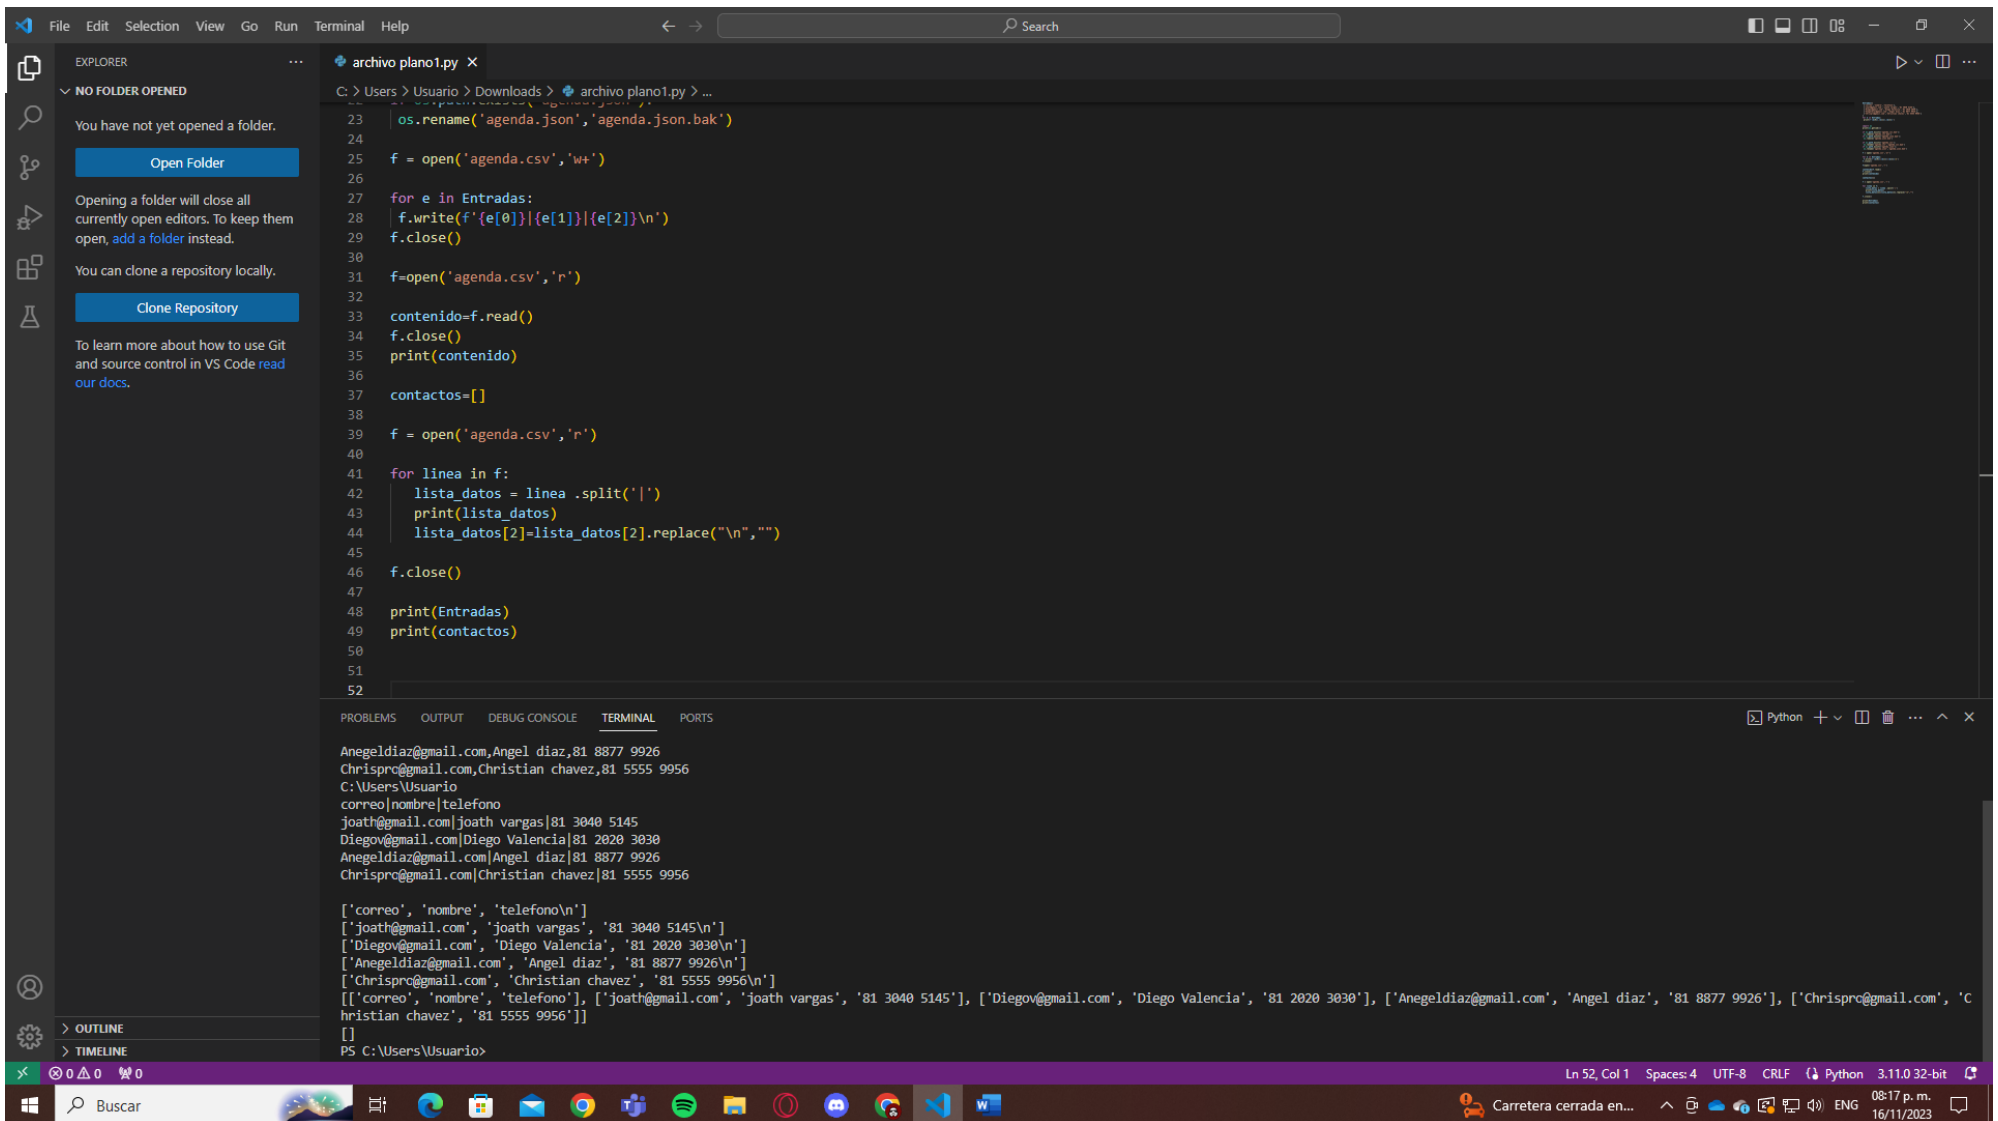 File Edit Selection View Go Run Terminal Help
Search
EXPLORER
NO FOLDER OPENED
You have not yet opened a folder.
Open Folder
Opening a folder will close all
currently open editors. To keep them
open, add a folder instead.
You can clone a repository locally.
Clone Repository
To learn more about how to use Git
and source control in VS Code read
our docs.
OUTLINE
TIMELINE
archivo plano1.py
C: > Users > Usuario > Downloads > archivo plano1.py > ...
22 if os.path.exists('agenda.json'):
23 os.rename('agenda.json','agenda.json.bak')
24
25 f = open('agenda.csv','w+')
26
27 for e in Entradas:
28 f.write(f'{e[0]}|{e[1]}|{e[2]}\n')
29 f.close()
30
31 f=open('agenda.csv','r')
32
33 contenido=f.read()
34 f.close()
35 print(contenido)
36
37 contactos=[]
38
39 f = open('agenda.csv','r')
40
41 for linea in f:
42 lista_datos = linea .split('|')
43 print(lista_datos)
44 lista_datos[2]=lista_datos[2].replace("\n","")
45
46 f.close()
47
48 print(Entradas)
49 print(contactos)
50
51
52
PROBLEMS OUTPUT DEBUG CONSOLE TERMINAL PORTS
Python
Anegeldiaz@gmail.com,Angel diaz,81 8877 9926
Chrisprc@gmail.com,Christian chavez,81 5555 9956
C:\Users\Usuario
correo|nombre|telefono
joath@gmail.com|joath vargas|81 3040 5145
Diegov@gmail.com|Diego Valencia|81 2020 3030
Anegeldiaz@gmail.com|Angel diaz|81 8877 9926
Chrisprc@gmail.com|Christian chavez|81 5555 9956
['correo', 'nombre', 'telefono\n']
['joath@gmail.com', 'joath vargas', '81 3040 5145\n']
['Diegov@gmail.com', 'Diego Valencia', '81 2020 3030\n']
['Anegeldiaz@gmail.com', 'Angel diaz', '81 8877 9926\n']
['Chrisprc@gmail.com', 'Christian chavez', '81 5555 9956\n']
[['correo', 'nombre', 'telefono'], ['joath@gmail.com', 'joath vargas', '81 3040 5145'], ['Diegov@gmail.com', 'Diego Valencia', '81 2020 3030'], ['Anegeldiaz@gmail.com', 'Angel diaz', '81 8877 9926'], ['Chrisprc@gmail.com', 'C
hristian chavez', '81 5555 9956']]
[]
PS C:\Users\Usuario>
0 0 0
Ln 52, Col 1 Spaces: 4 UTF-8 CRLF Python 3.11.0 32-bit
Buscar
Carretera cerrada en...
ENG
08:17 p. m.
16/11/2023